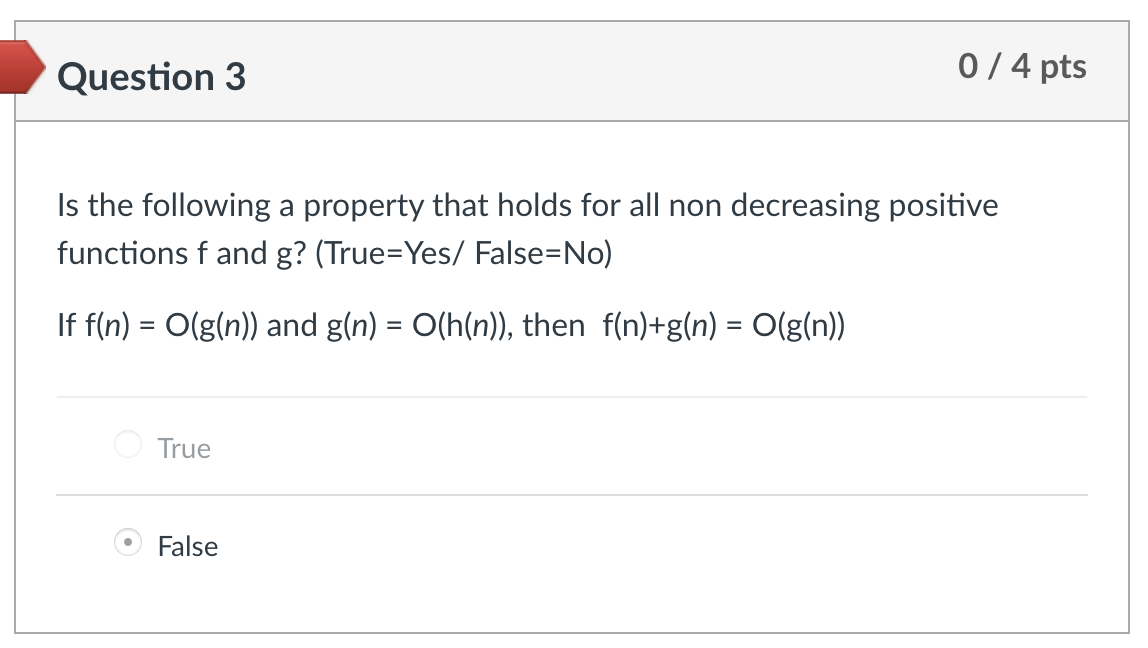 Question 3
0 / 4 pts
Is the following a property that holds for all non decreasing positive
functions f and g? (True=Yes/ False=No)
If f(n) = O(g(n)) and g(n) = O(h(n)), then  f(n)+g(n) = O(g(n))
True
False